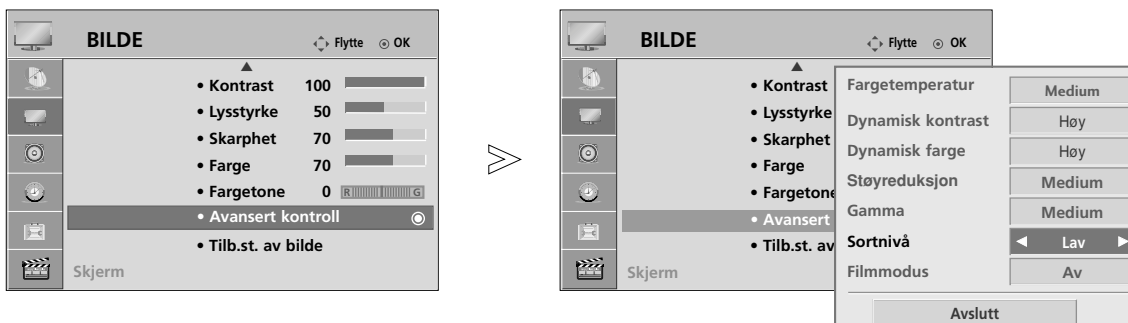 BILDE
Flytte OK
• Kontrast 100
• Lysstyrke 50
• Skarphet 70
• Farge 70
• Fargetone 0 R G
• Avansert kontroll
• Tilb.st. av bilde
Skjerm
BILDE
Flytte OK
• Kontrast
• Lysstyrke
• Skarphet
• Farge
• Fargetone
• Avansert
• Tilb.st. av
Skjerm
Fargetemperatur Medium
Dynamisk kontrast Høy
Dynamisk farge Høy
Støyreduksjon Medium
Gamma Medium
Sortnivå ◀ Lav ▶
Filmmodus Av
Avslutt